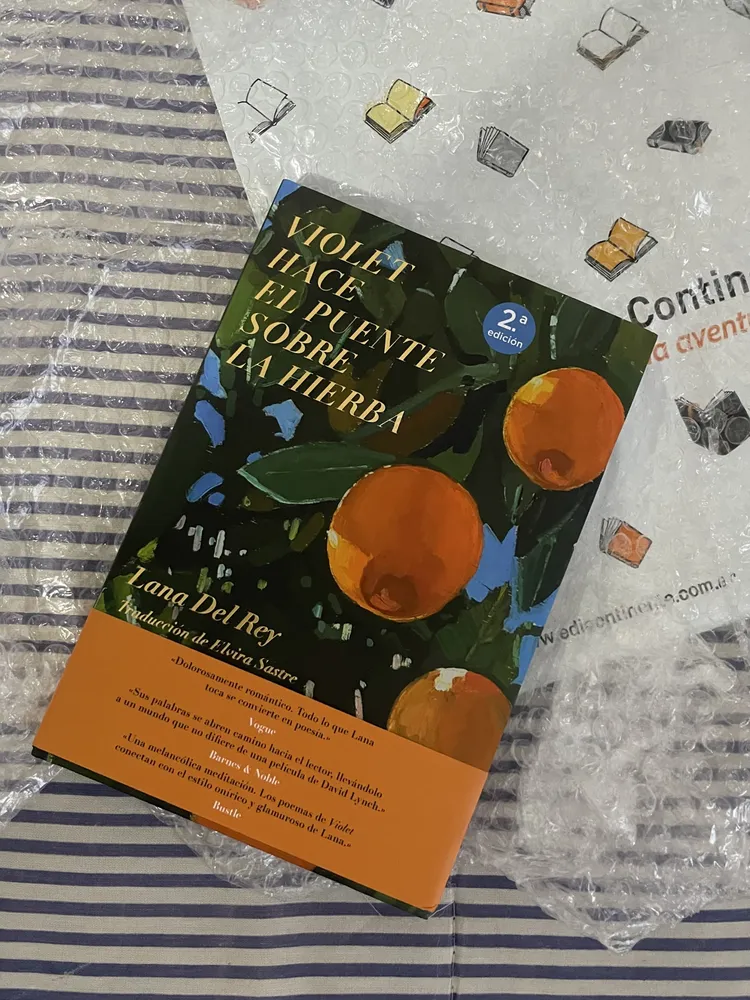 VIOLET
HACE
EL PUENTE
SOBRE
LA HIERBA
2.ª
edición
Lana Del Rey
Traducción de Elvira Sastre
«Dolorosamente romántico. Todo lo que Lana
toca se convierte en poesía.»
Vogue
«Sus palabras se abren camino hacia el lector, llevándolo
a un mundo que no difiere de una película de David Lynch.»
Barnes & Noble
«Una melancólica meditación. Los poemas de Violet
conectan con el estilo onírico y glamuroso de Lana.»
Bustle
Contin
a avent
w.edicontinente.com.ar